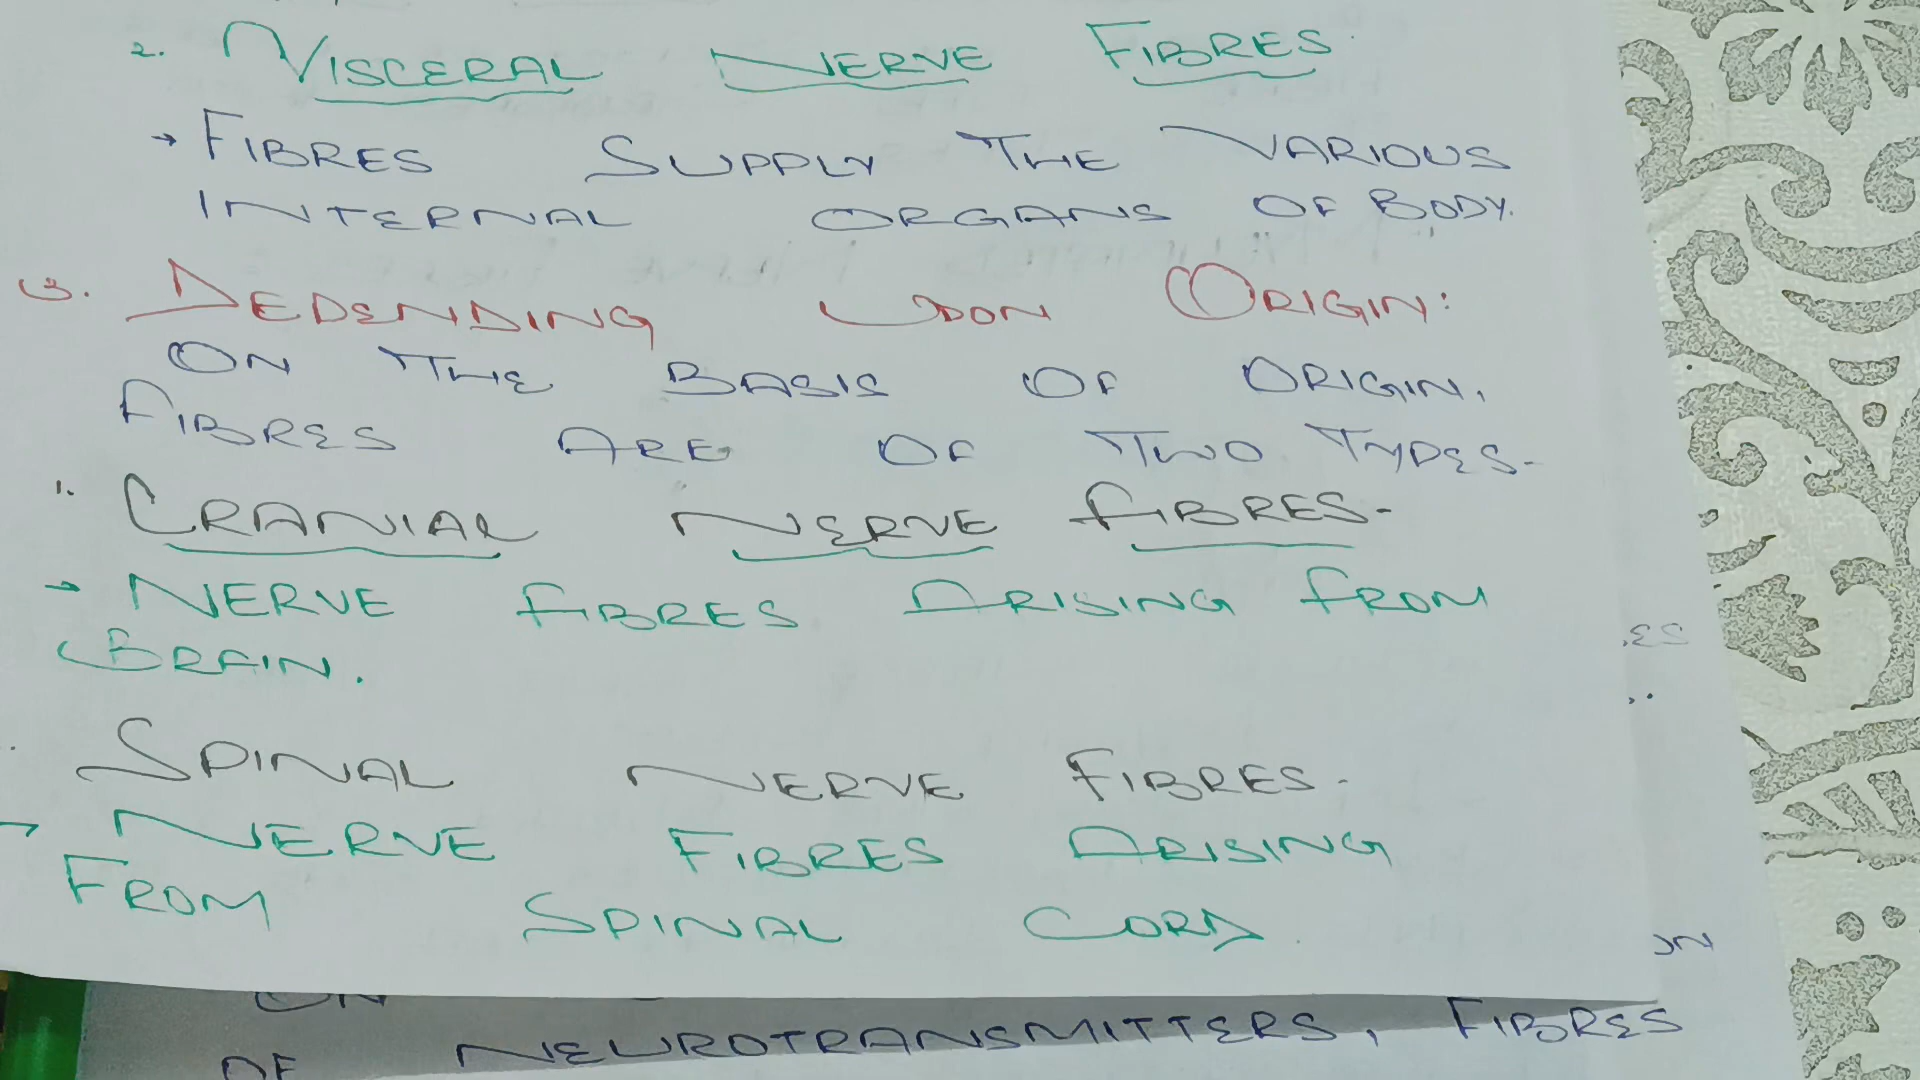 2. VISCERAL NERVE FIBRES
→ FIBRES SUPPLY THE VARIOUS
INTERNAL ORGANS OF BODY.
3. DEPENDING UPON ORIGIN:
ON THE BASIS OF ORIGIN,
FIBRES ARE OF TWO TYPES-
1. CRANIAL NERVE FIBRES-
→ NERVE FIBRES ARISING FROM
BRAIN.
SPINAL NERVE FIBRES-
→ NERVE FIBRES ARISING
FROM SPINAL CORD
ON
OF NEUROTRANSMITTERS, FIBRES